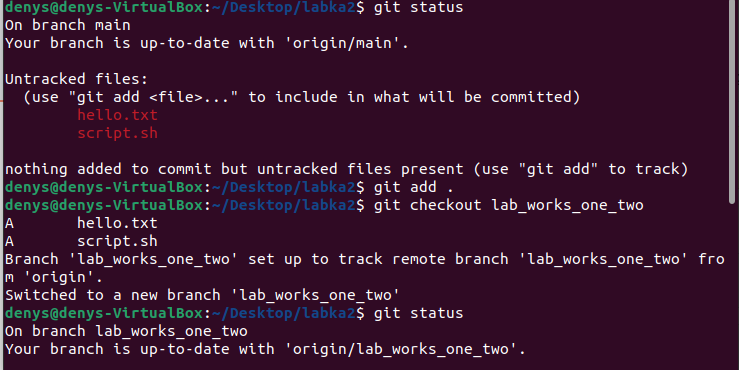 denys@denys-VirtualBox:~/Desktop/labka2$ git status
On branch main
Your branch is up-to-date with 'origin/main'.

Untracked files:
  (use "git add <file>..." to include in what will be committed)
        hello.txt
        script.sh

nothing added to commit but untracked files present (use "git add" to track)
denys@denys-VirtualBox:~/Desktop/labka2$ git add .
denys@denys-VirtualBox:~/Desktop/labka2$ git checkout lab_works_one_two
A       hello.txt
A       script.sh
Branch 'lab_works_one_two' set up to track remote branch 'lab_works_one_two' fro
m 'origin'.
Switched to a new branch 'lab_works_one_two'
denys@denys-VirtualBox:~/Desktop/labka2$ git status
On branch lab_works_one_two
Your branch is up-to-date with 'origin/lab_works_one_two'.